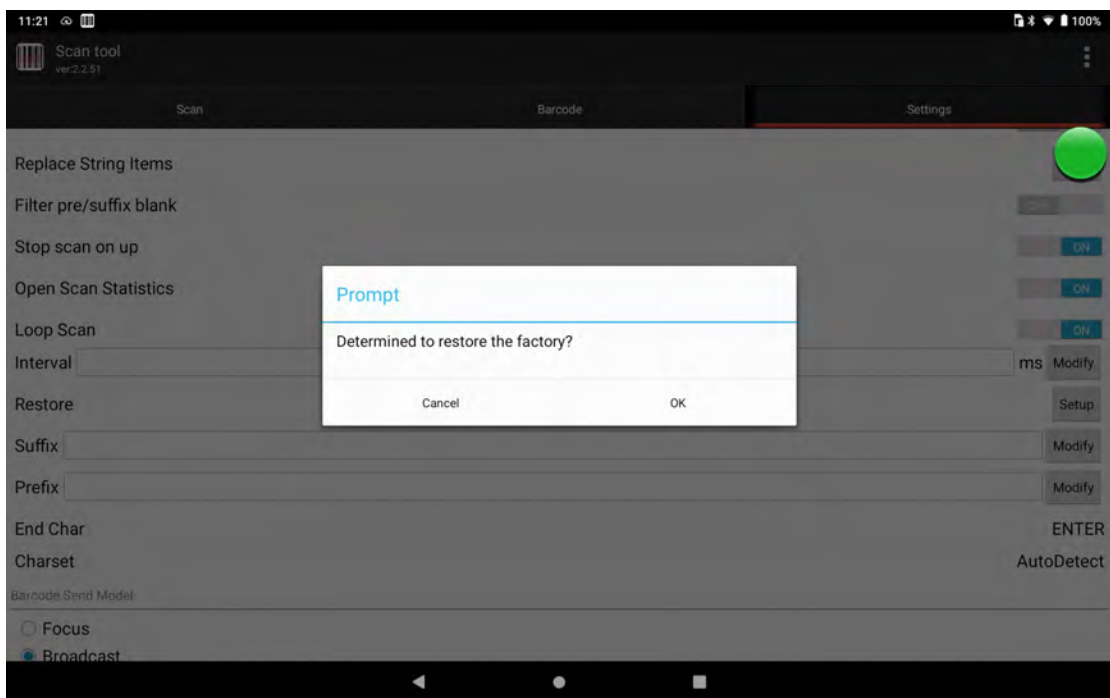 11:21
100%
Scan tool
ver:2.2.51
Scan
Barcode
Settings
Replace String Items
Filter pre/suffix blank
Stop scan on up
ON
Open Scan Statistics
ON
Loop Scan
ON
Interval
ms
Modify
Restore
Setup
Suffix
Modify
Prefix
Modify
End Char
ENTER
Charset
AutoDetect
Barcode Send Model
Focus
Broadcast
Prompt
Determined to restore the factory?
Cancel
OK